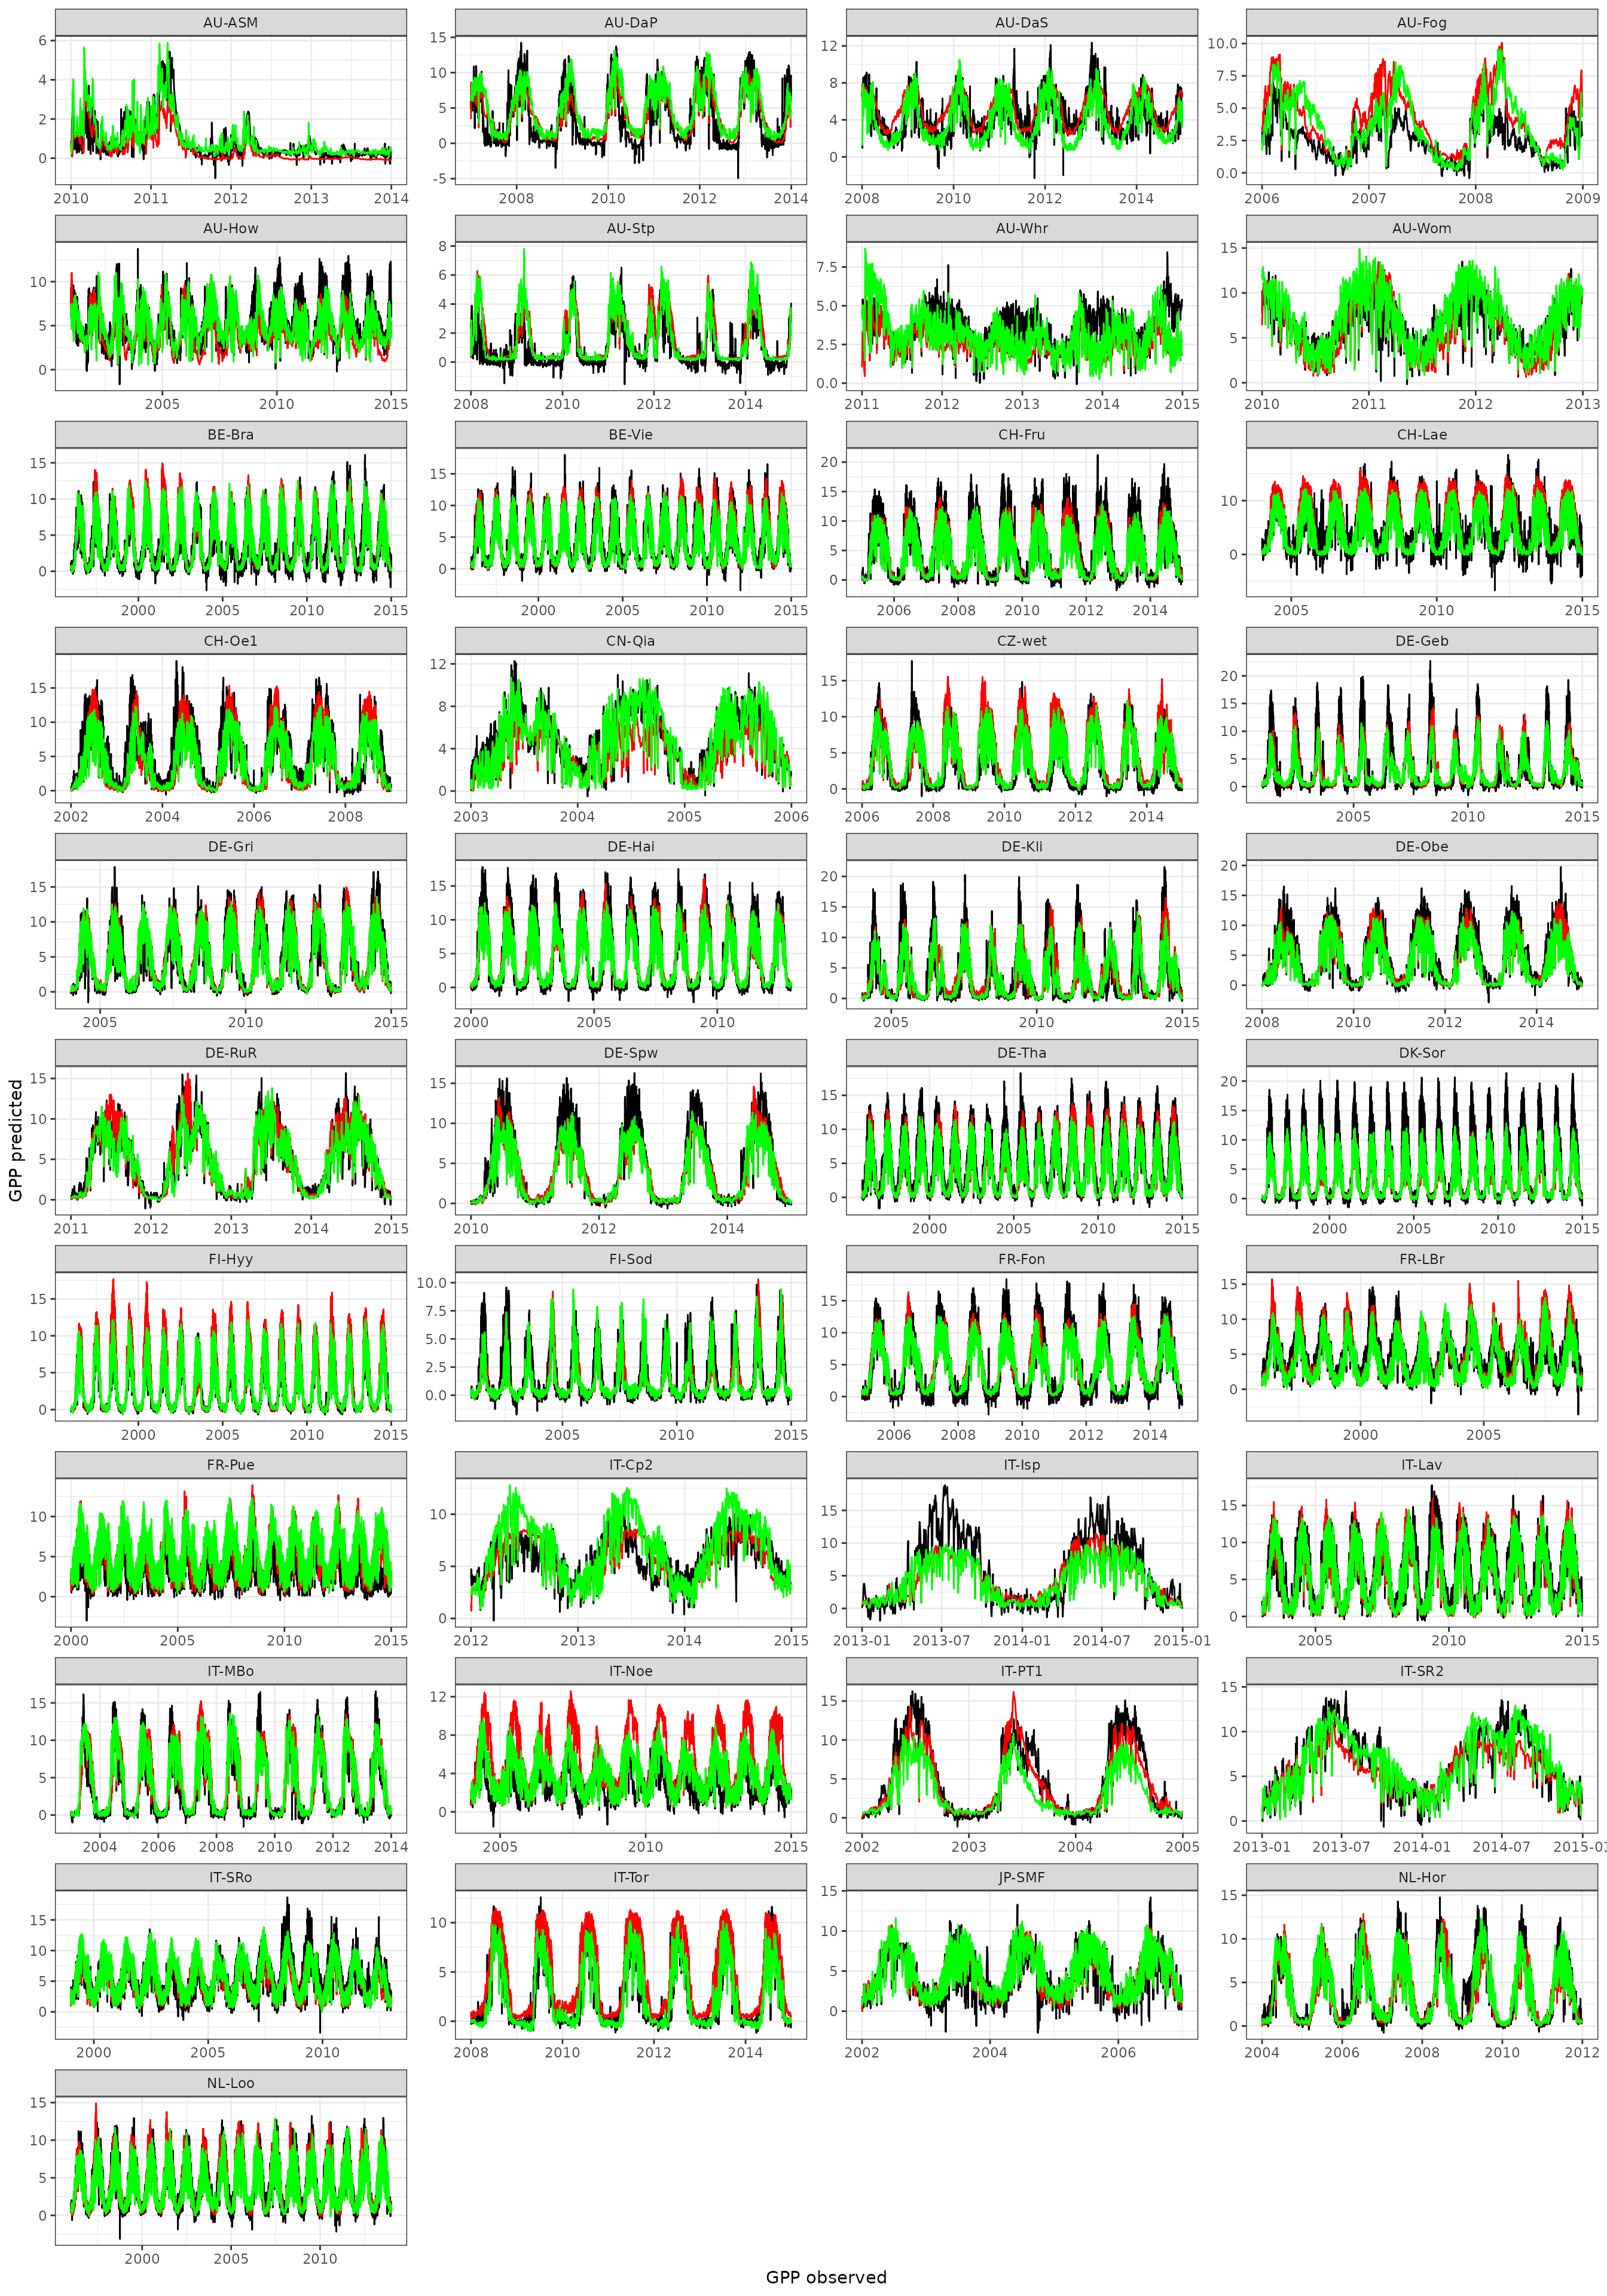 AU-ASM AU-DaP AU-DaS AU-Fog
6 4 2 0
15 10 5 0 -5
12 8 4 0
10.0 7.5 5.0 2.5 0.0
2010 2011 2012 2013 2014 2008 2010 2012 2014 2008 2010 2012 2014 2006 2007 2008 2009
AU-How AU-Stp AU-Whr AU-Wom
10 5 0
8 6 4 2 0
7.5 5.0 2.5 0.0
15 10 5 0
2005 2010 2015 2008 2010 2012 2014 2011 2012 2013 2014 2015 2010 2011 2012 2013
BE-Bra BE-Vie CH-Fru CH-Lae
15 10 5 0
15 10 5 0
20 15 10 5 0
10 0
2000 2005 2010 2015 2000 2005 2010 2015 2006 2008 2010 2012 2014 2005 2010 2015
CH-Oe1 CN-Qia CZ-wet DE-Geb
15 10 5 0
12 8 4 0
15 10 5 0
20 15 10 5 0
2002 2004 2006 2008 2003 2004 2005 2006 2006 2008 2010 2012 2014 2005 2010 2015
DE-Gri DE-Hai DE-Kli DE-Obe
15 10 5 0
15 10 5 0
20 15 10 5 0
20 15 10 5 0
2005 2010 2015 2000 2005 2010 2005 2010 2015 2008 2010 2012 2014
GPP predicted
DE-RuR DE-Spw DE-Tha DK-Sor
15 10 5 0
15 10 5 0
15 10 5 0
20 15 10 5 0
2011 2012 2013 2014 2015 2010 2012 2014 2000 2005 2010 2015 2000 2005 2010 2015
FI-Hyy FI-Sod FR-Fon FR-LBr
15 10 5 0
10.0 7.5 5.0 2.5 0.0
15 10 5 0
15 10 5 0
2000 2005 2010 2015 2005 2010 2015 2006 2008 2010 2012 2014 2000 2005
FR-Pue IT-Cp2 IT-Isp IT-Lav
10 5 0
10 5 0
15 10 5 0
15 10 5 0
2000 2005 2010 2015 2012 2013 2014 2015 2013-01 2013-07 2014-01 2014-07 2015-01 2005 2010 2015
IT-MBo IT-Noe IT-PT1 IT-SR2
15 10 5 0
12 8 4 0
15 10 5 0
15 10 5 0
2004 2006 2008 2010 2012 2014 2005 2010 2015 2002 2003 2004 2005 2013-01 2013-07 2014-01 2014-07 2015-01
IT-SRo IT-Tor JP-SMF NL-Hor
15 10 5 0
10 5 0
15 10 5 0
15 10 5 0
2000 2005 2010 2008 2010 2012 2014 2002 2004 2006 2004 2006 2008 2010 2012
NL-Loo
15 10 5 0
2000 2005 2010
GPP observed